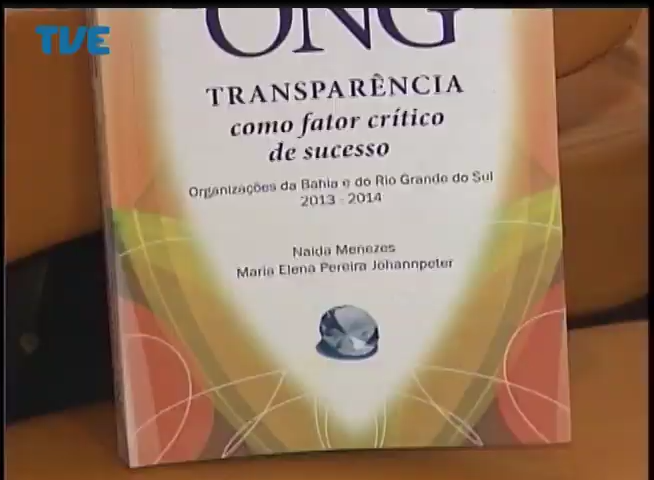 TVE
ONG
TRANSPARÊNCIA
como fator crítico
de sucesso
Organizações da Bahia e do Rio Grande do Sul
2013 - 2014
Naida Menezes
Maria Elena Pereira Johannpeter